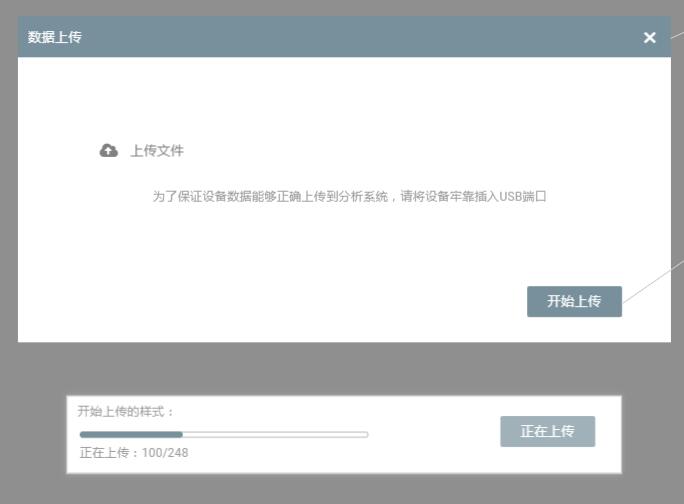 数据上传
上传文件
为了保证设备数据能够正确上传到分析系统，请将设备牢靠插入USB端口
开始上传
开始上传的样式：
正在上传
正在上传：100/248